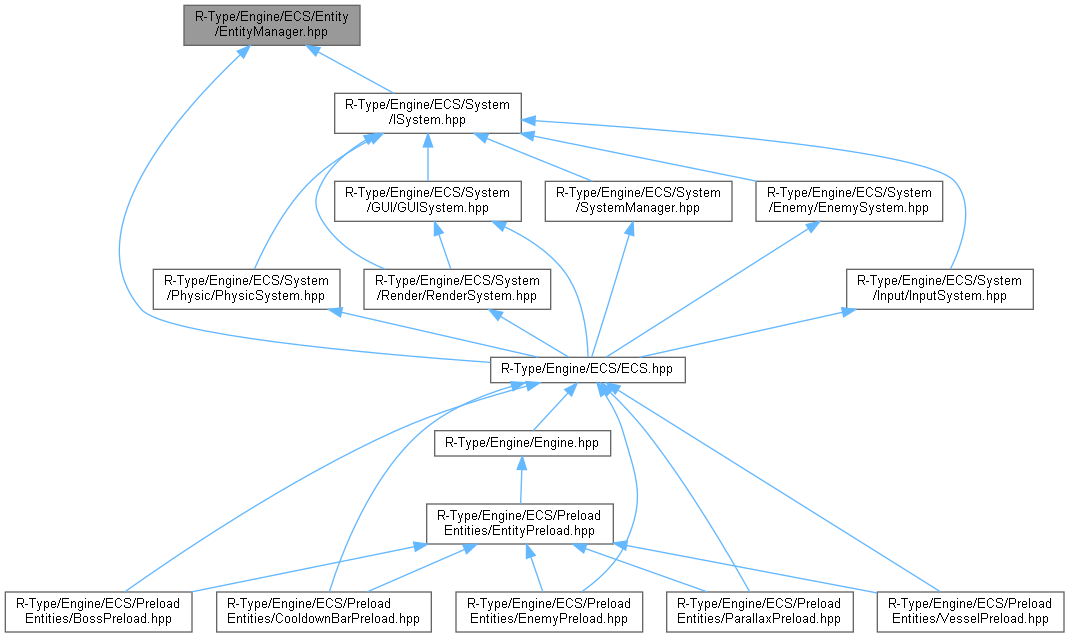 R-Type/Engine/ECS/Entity
/EntityManager.hpp
R-Type/Engine/ECS/System
/ISystem.hpp
R-Type/Engine/ECS/System
/GUI/GUISystem.hpp
R-Type/Engine/ECS/System
/SystemManager.hpp
R-Type/Engine/ECS/System
/Enemy/EnemySystem.hpp
R-Type/Engine/ECS/System
/Physic/PhysicSystem.hpp
R-Type/Engine/ECS/System
/Render/RenderSystem.hpp
R-Type/Engine/ECS/System
/Input/InputSystem.hpp
R-Type/Engine/ECS/ECS.hpp
R-Type/Engine/Engine.hpp
R-Type/Engine/ECS/Preload
Entities/EntityPreload.hpp
R-Type/Engine/ECS/Preload
Entities/BossPreload.hpp
R-Type/Engine/ECS/Preload
Entities/CooldownBarPreload.hpp
R-Type/Engine/ECS/Preload
Entities/EnemyPreload.hpp
R-Type/Engine/ECS/Preload
Entities/ParallaxPreload.hpp
R-Type/Engine/ECS/Preload
Entities/VesselPreload.hpp